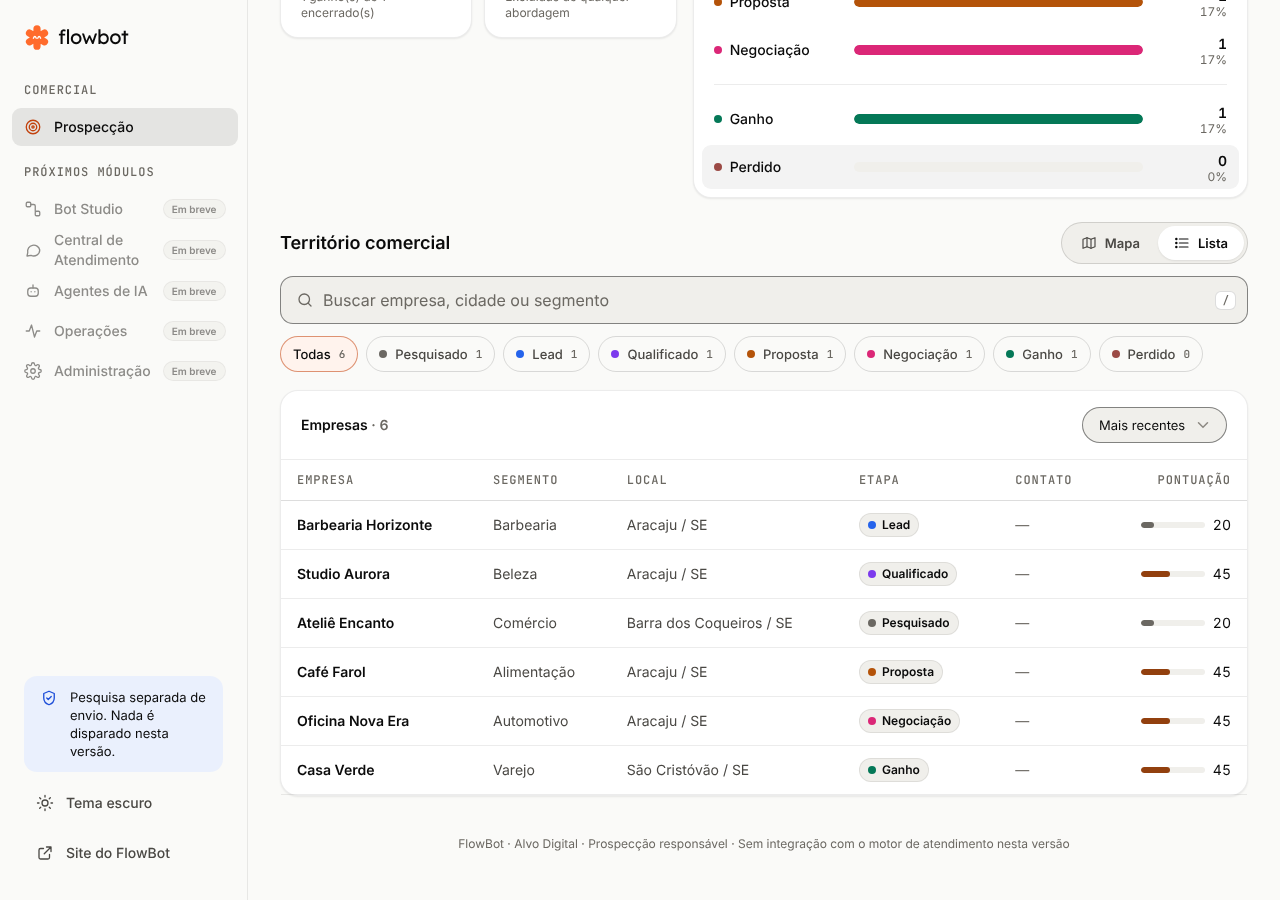 flowbot
COMERCIAL
Prospecção
PRÓXIMOS MÓDULOS
Bot Studio Em breve
Central de
Atendimento Em breve
Agentes de IA Em breve
Operações Em breve
Administração Em breve
Pesquisa separada de
envio. Nada é
disparado nesta
versão.
Tema escuro
Site do FlowBot
encerrado(s)
abordagem
Proposta
17%
Negociação 1
17%
Ganho 1
17%
Perdido 0
0%
Território comercial
Mapa Lista
Buscar empresa, cidade ou segmento /
Todas 6 Pesquisado 1 Lead 1 Qualificado 1 Proposta 1 Negociação 1 Ganho 1 Perdido 0
Empresas · 6 Mais recentes
EMPRESA SEGMENTO LOCAL ETAPA CONTATO PONTUAÇÃO
Barbearia Horizonte Barbearia Aracaju / SE Lead — 20
Studio Aurora Beleza Aracaju / SE Qualificado — 45
Ateliê Encanto Comércio Barra dos Coqueiros / SE Pesquisado — 20
Café Farol Alimentação Aracaju / SE Proposta — 45
Oficina Nova Era Automotivo Aracaju / SE Negociação — 45
Casa Verde Varejo São Cristóvão / SE Ganho — 45
FlowBot · Alvo Digital · Prospecção responsável · Sem integração com o motor de atendimento nesta versão